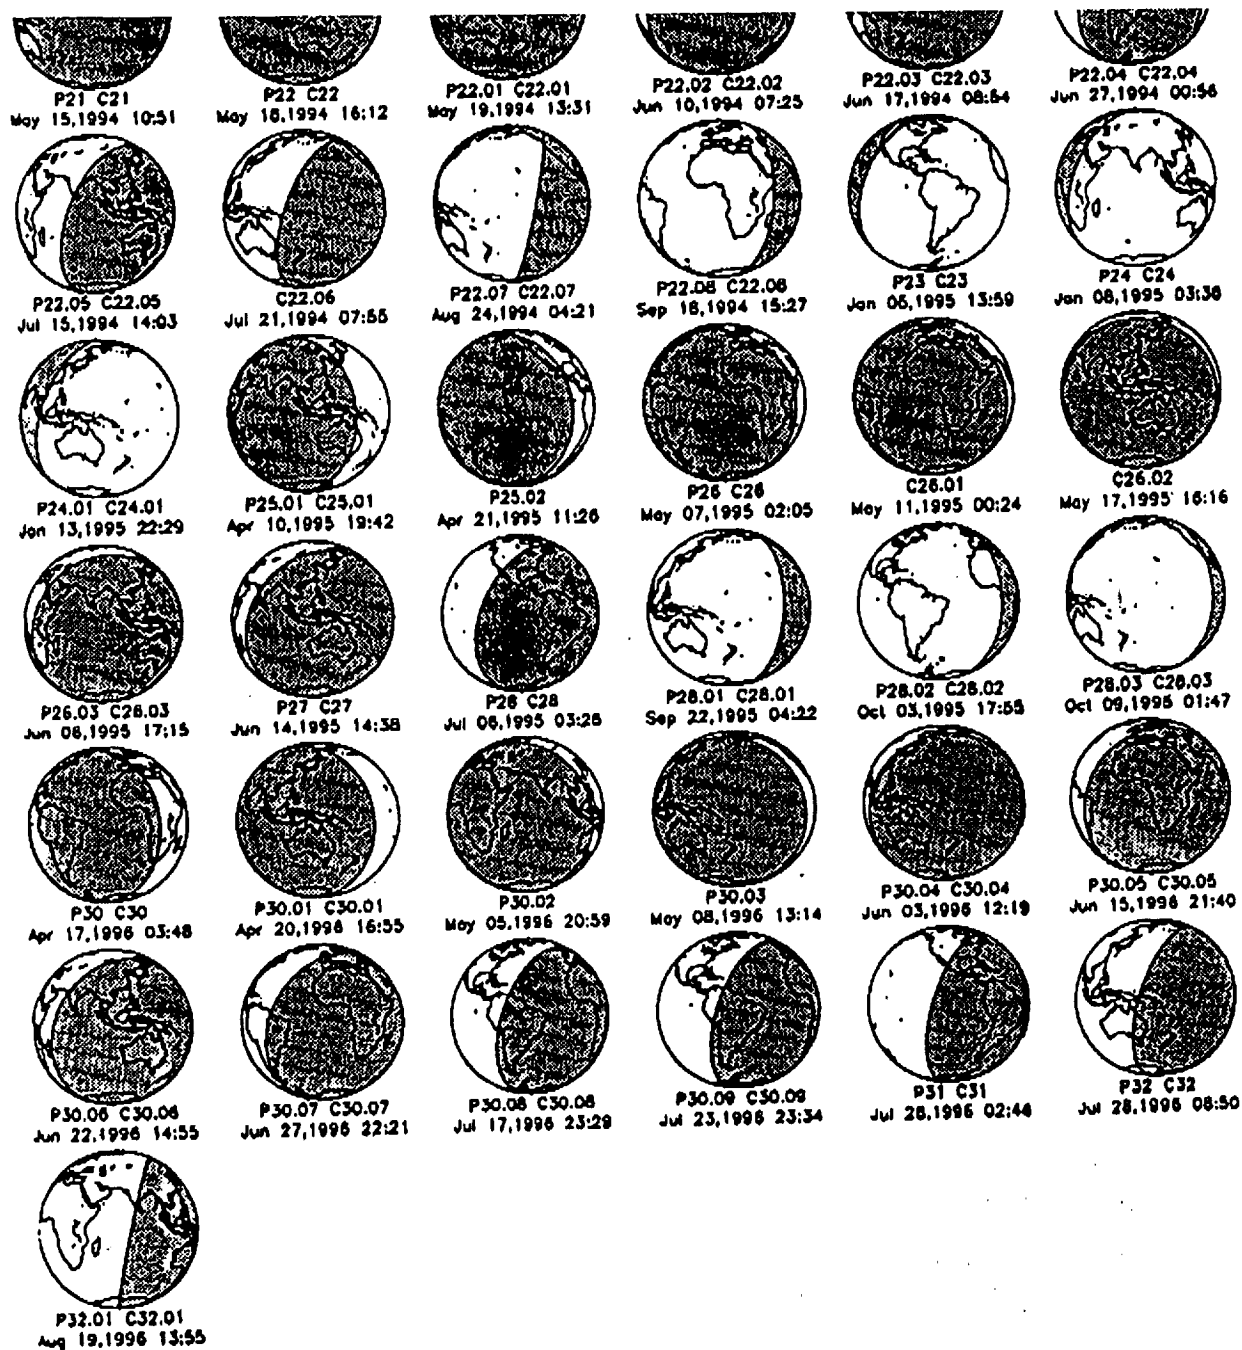 P21 C21
May 15,1994 10:51
P22 C22
May 18,1994 16:12
P22.01 C22.01
May 19,1994 13:31
P22.02 C22.02
Jun 10,1994 07:25
P22.03 C22.03
Jun 17,1994 08:54
P22.04 C22.04
Jun 27,1994 00:56
P22.05 C22.05
Jul 15,1994 14:03
C22.06
Jul 21,1994 07:55
P22.07 C22.07
Aug 24,1994 04:21
P22.08 C22.08
Sep 18,1994 15:27
P23 C23
Jan 06,1995 13:59
P24 C24
Jan 08,1995 03:36
P24.01 C24.01
Jan 13,1995 22:29
P25.01 C25.01
Apr 10,1995 19:42
P25.02
Apr 21,1995 11:26
P26 C26
May 07,1995 02:05
C26.01
May 11,1995 00:24
C26.02
May 17,1995 16:16
P26.03 C26.03
Jun 08,1995 17:15
P27 C27
Jun 14,1995 14:38
P28 C28
Jul 06,1995 03:26
P28.01 C28.01
Sep 22,1995 04:22
P28.02 C28.02
Oct 03,1995 17:55
P28.03 C28.03
Oct 09,1995 01:47
P30 C30
Apr 17,1996 03:48
P30.01 C30.01
Apr 20,1996 16:55
P30.02
May 05,1996 20:59
P30.03
May 08,1996 13:14
P30.04 C30.04
Jun 03,1996 12:19
P30.05 C30.05
Jun 15,1996 21:40
P30.06 C30.06
Jun 22,1996 14:55
P30.07 C30.07
Jun 27,1996 22:21
P30.08 C30.08
Jul 17,1996 23:29
P30.09 C30.09
Jul 23,1996 23:34
P31 C31
Jul 26,1996 02:46
P32 C32
Jul 28,1996 08:50
P32.01 C32.01
Aug 19,1996 13:55